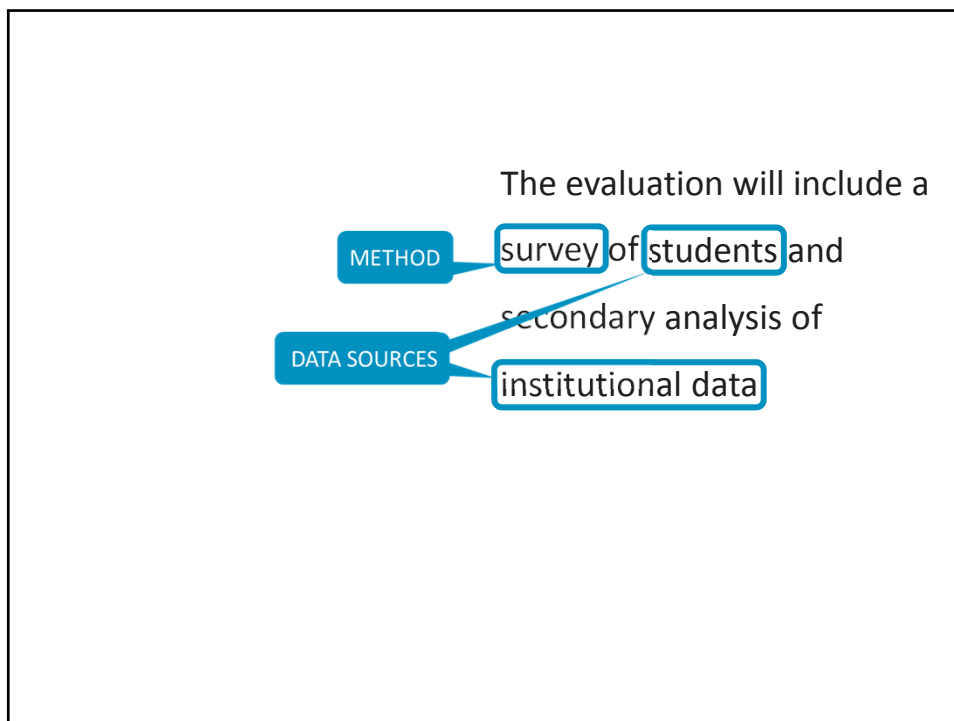 The evaluation will include a
METHOD
survey of students and
secondary analysis of
DATA SOURCES
institutional data